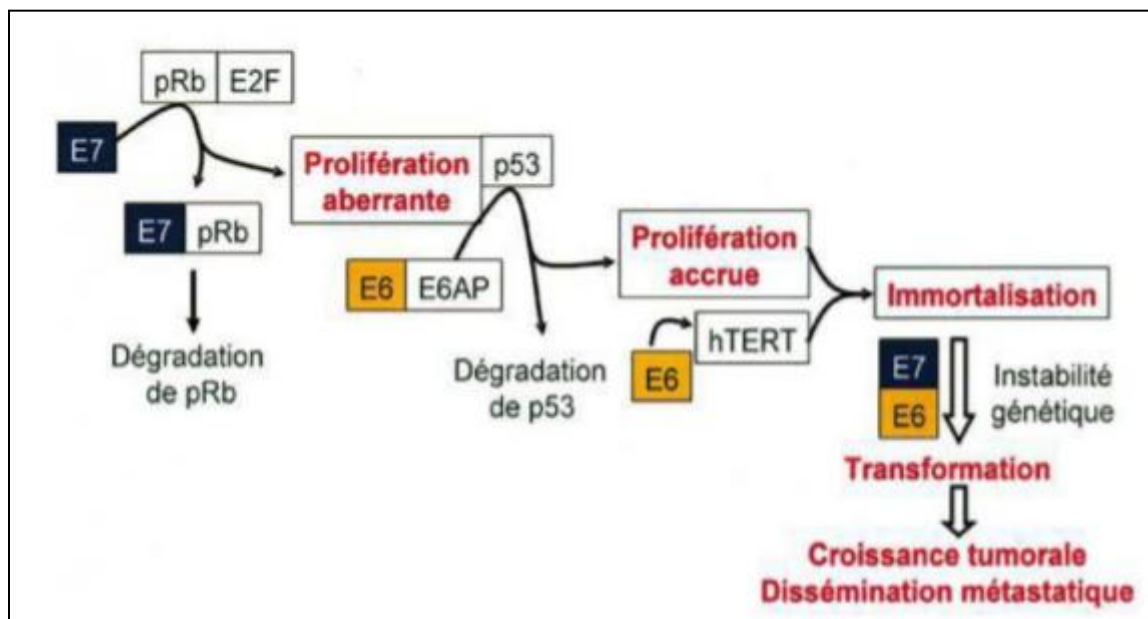 pRb E2F
E7
Prolifération
aberrante
p53
E7 pRb
Prolifération
accrue
E6 E6AP
Immortalisation
hTERT
E6
Dégradation
de pRb
Dégradation
de p53
E7
E6
Instabilité
génétique
Transformation
Croissance tumorale
Dissémination métastatique